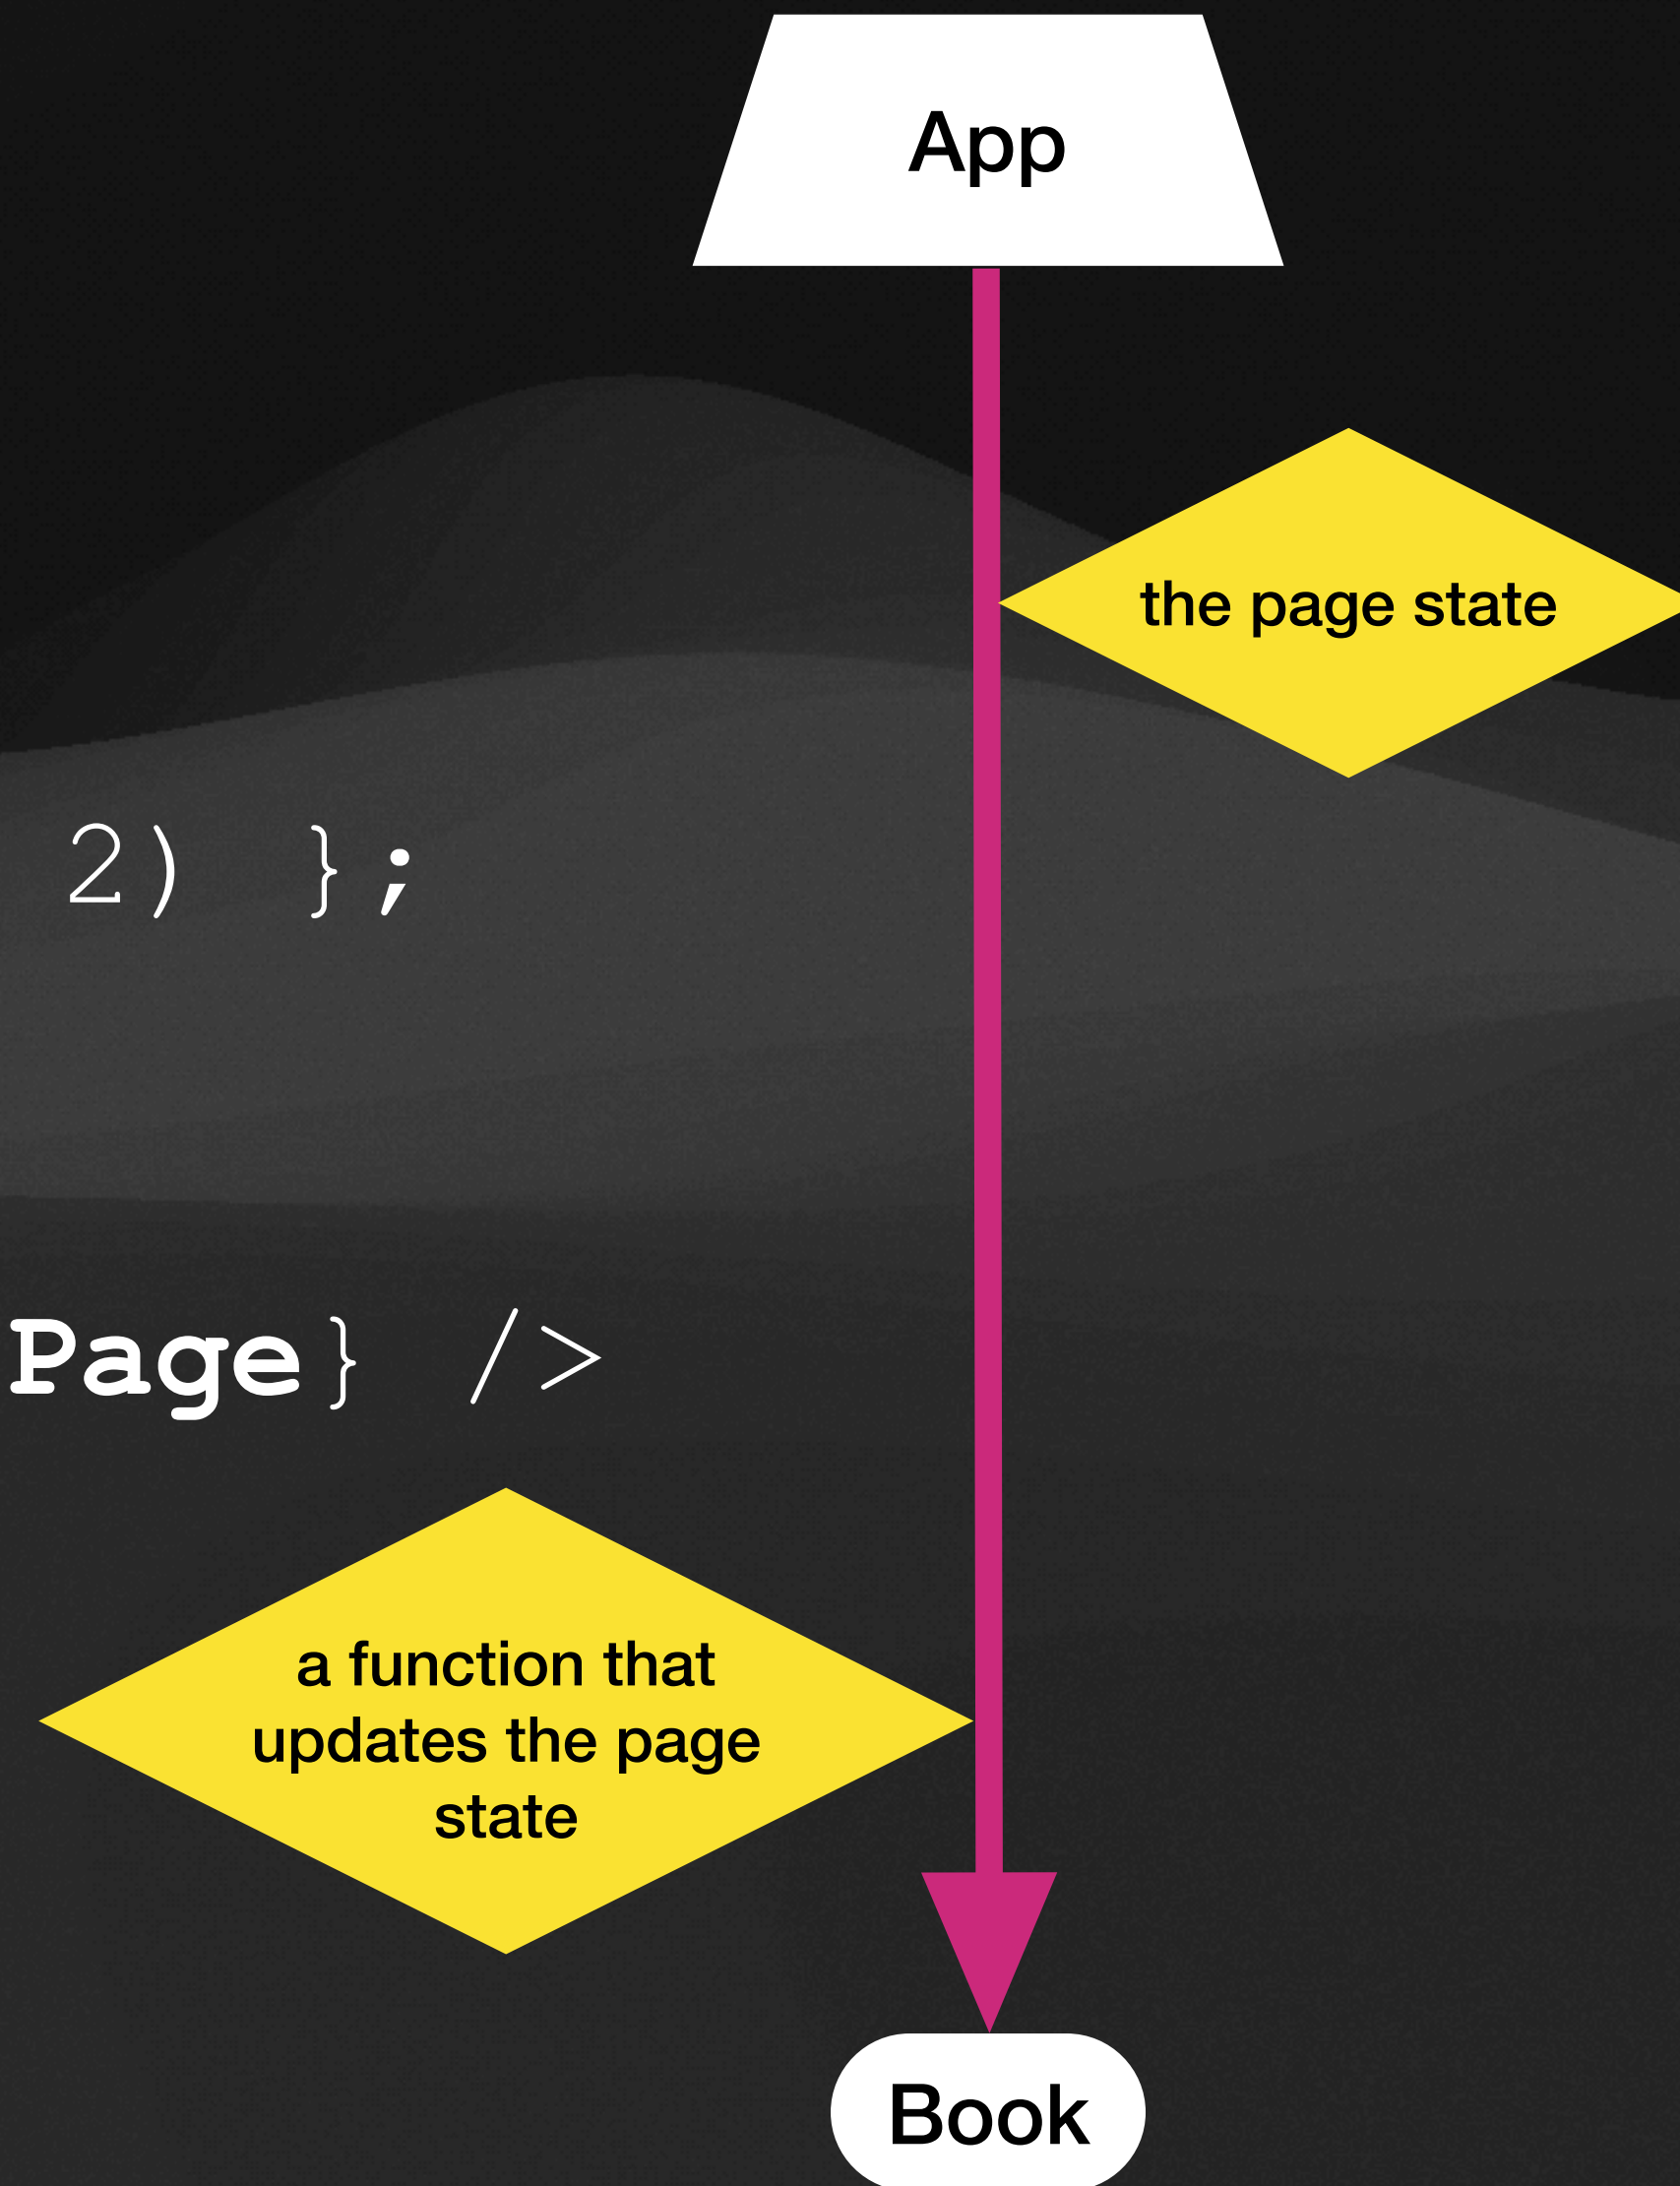 App
the page state
2) };
Page} />
a function that
updates the page
state
Book